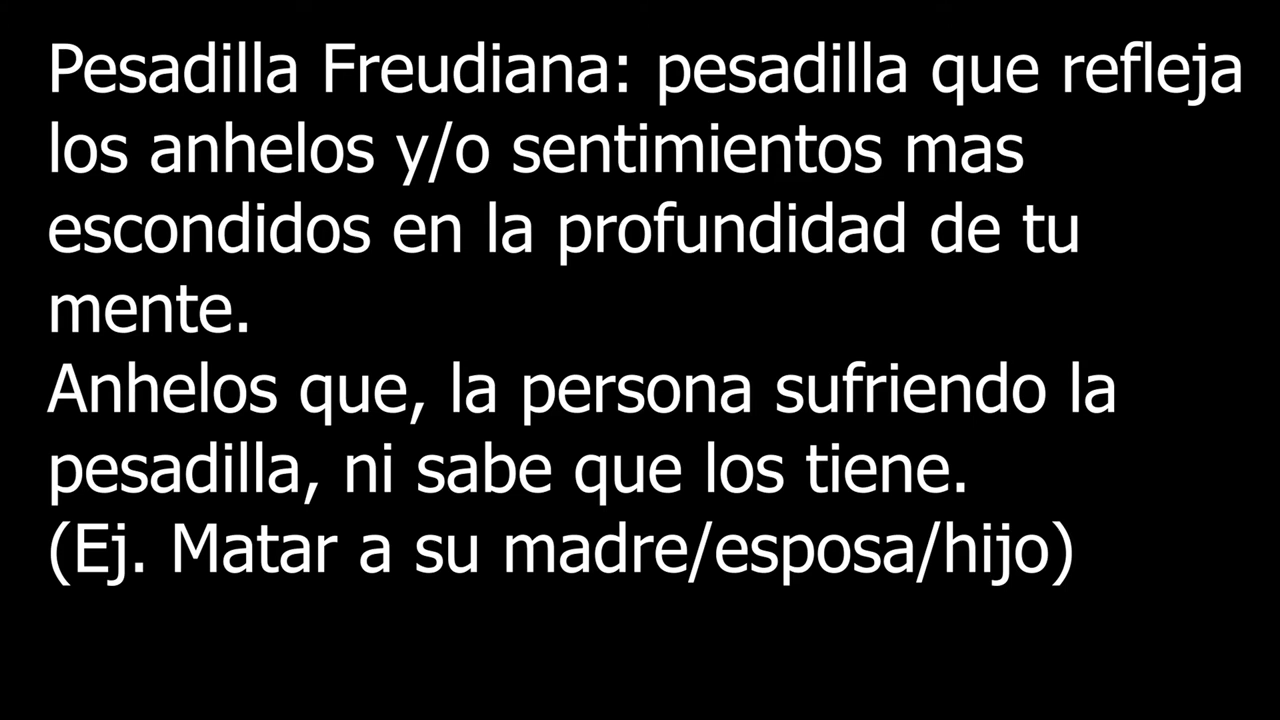 Pesadilla Freudiana: pesadilla que refleja
los anhelos y/o sentimientos mas
escondidos en la profundidad de tu
mente.
Anhelos que, la persona sufriendo la
pesadilla, ni sabe que los tiene.
(Ej. Matar a su madre/esposa/hijo)